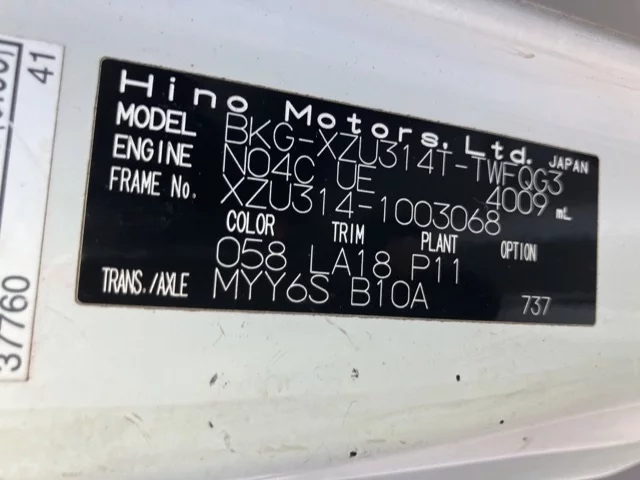 Hino Motors,Ltd. JAPAN
MODEL BKG-XZU314T-TWFQG3
ENGINE N04C UE 4009 mL
FRAME No. XZU314-1003068
COLOR TRIM PLANT OPTION
058 LA18 P11
TRANS./AXLE MYY6S B10A 737
41
37760